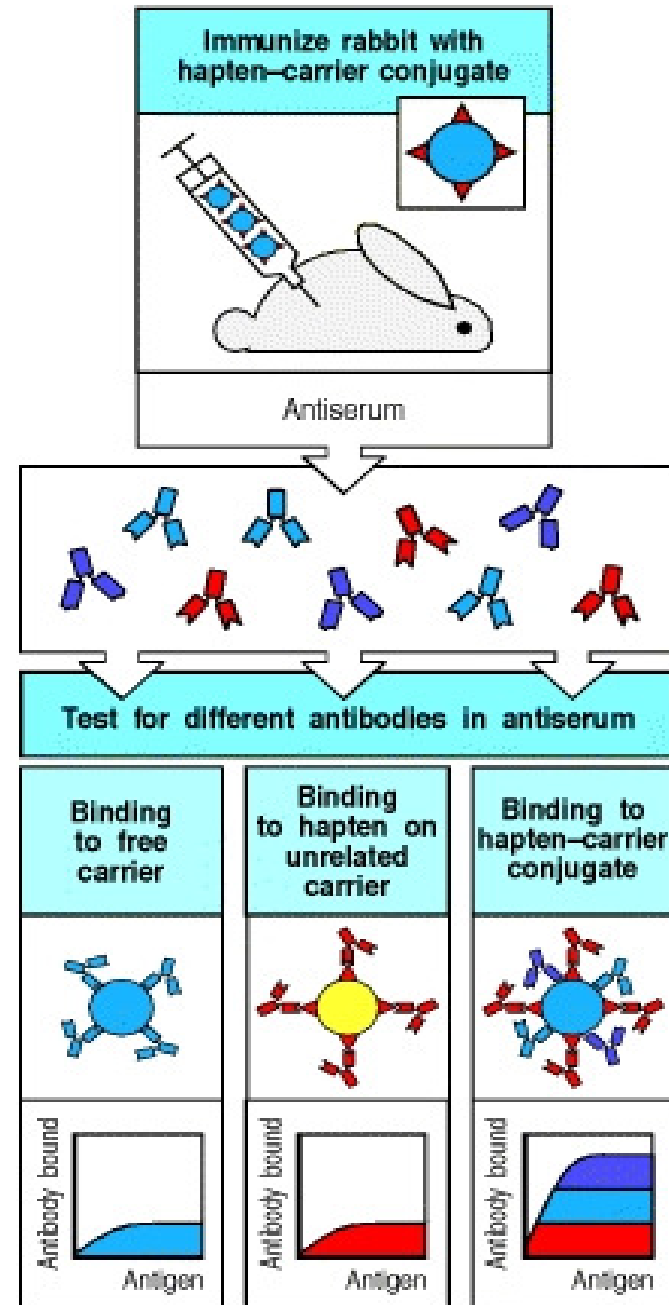 Immunize rabbit with
hapten–carrier conjugate
Antiserum
Test for different antibodies in antiserum
Binding
to free
carrier
Binding
to hapten on
unrelated
carrier
Binding to
hapten–carrier
conjugate
Antibody bound
Antigen
Antibody bound
Antigen
Antibody bound
Antigen